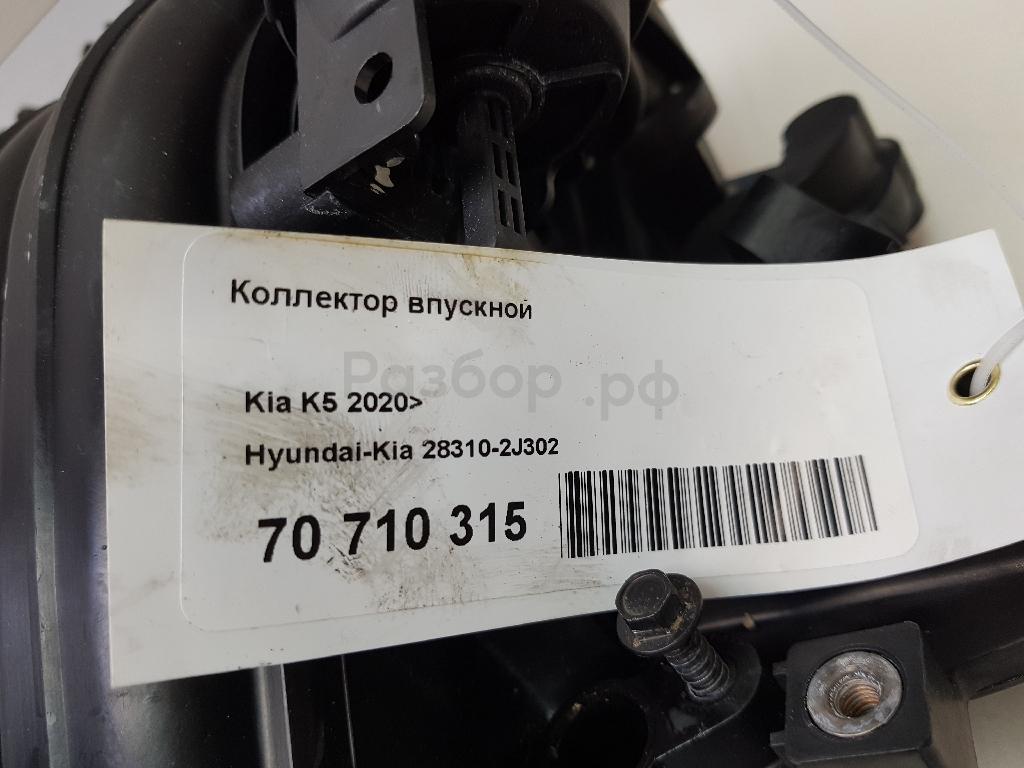 Коллектор впускной
Разбор.рф
Kia K5 2020>
Hyundai-Kia 28310-2J302
70 710 315